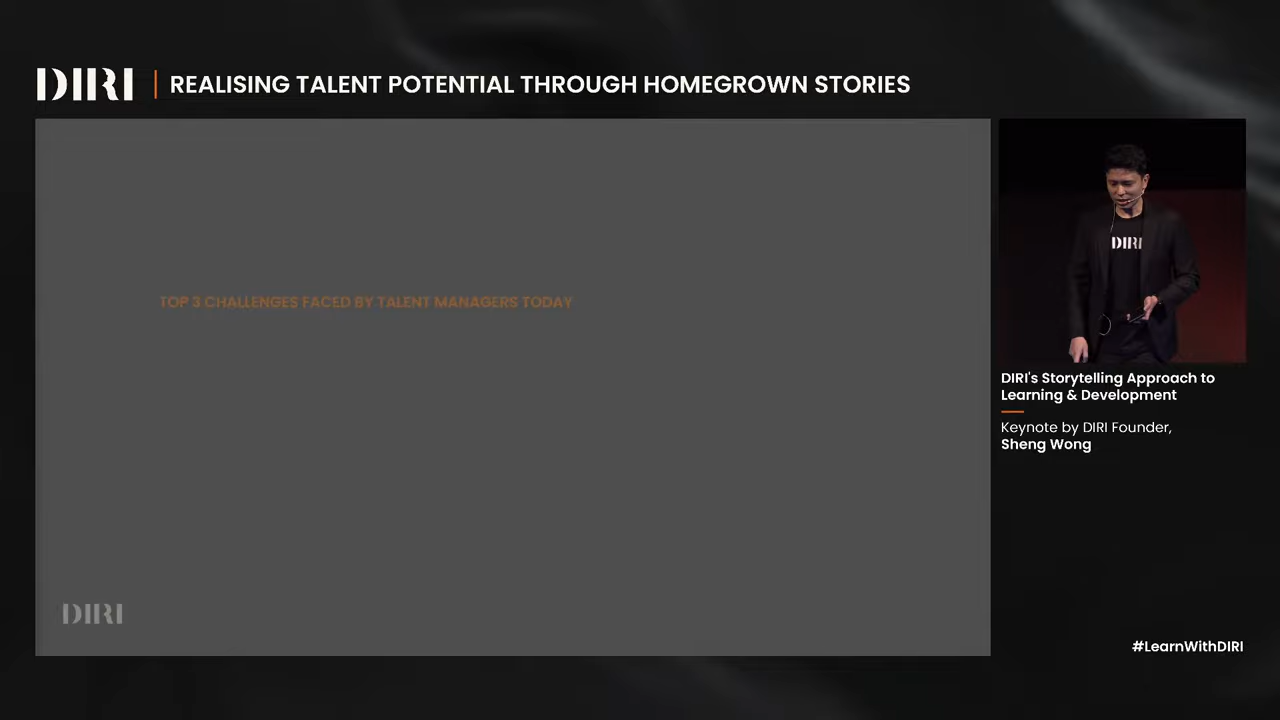 DIRI
REALISING TALENT POTENTIAL THROUGH HOMEGROWN STORIES
TOP 3 CHALLENGES FACED BY TALENT MANAGERS TODAY
DIRI
DIRI
DIRI's Storytelling Approach to
Learning & Development
Keynote by DIRI Founder,
Sheng Wong
#LearnWithDIRI